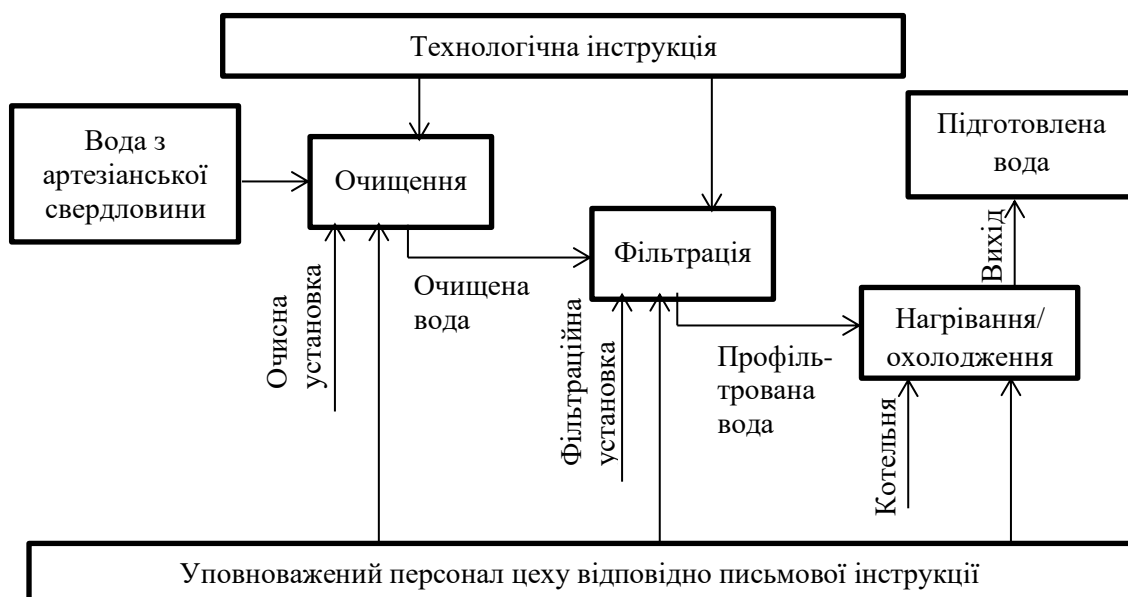 Технологічна інструкція
Вода з
артезіанської
свердловини
Очищення
Підготовлена
вода
Фільтрація
Вихід
Очисна
установка
Очищена
вода
Фільтраційна
установка
Профіль-
трована
вода
Нагрівання/
охолодження
Котельня
Уповноважений персонал цеху відповідно письмової інструкції